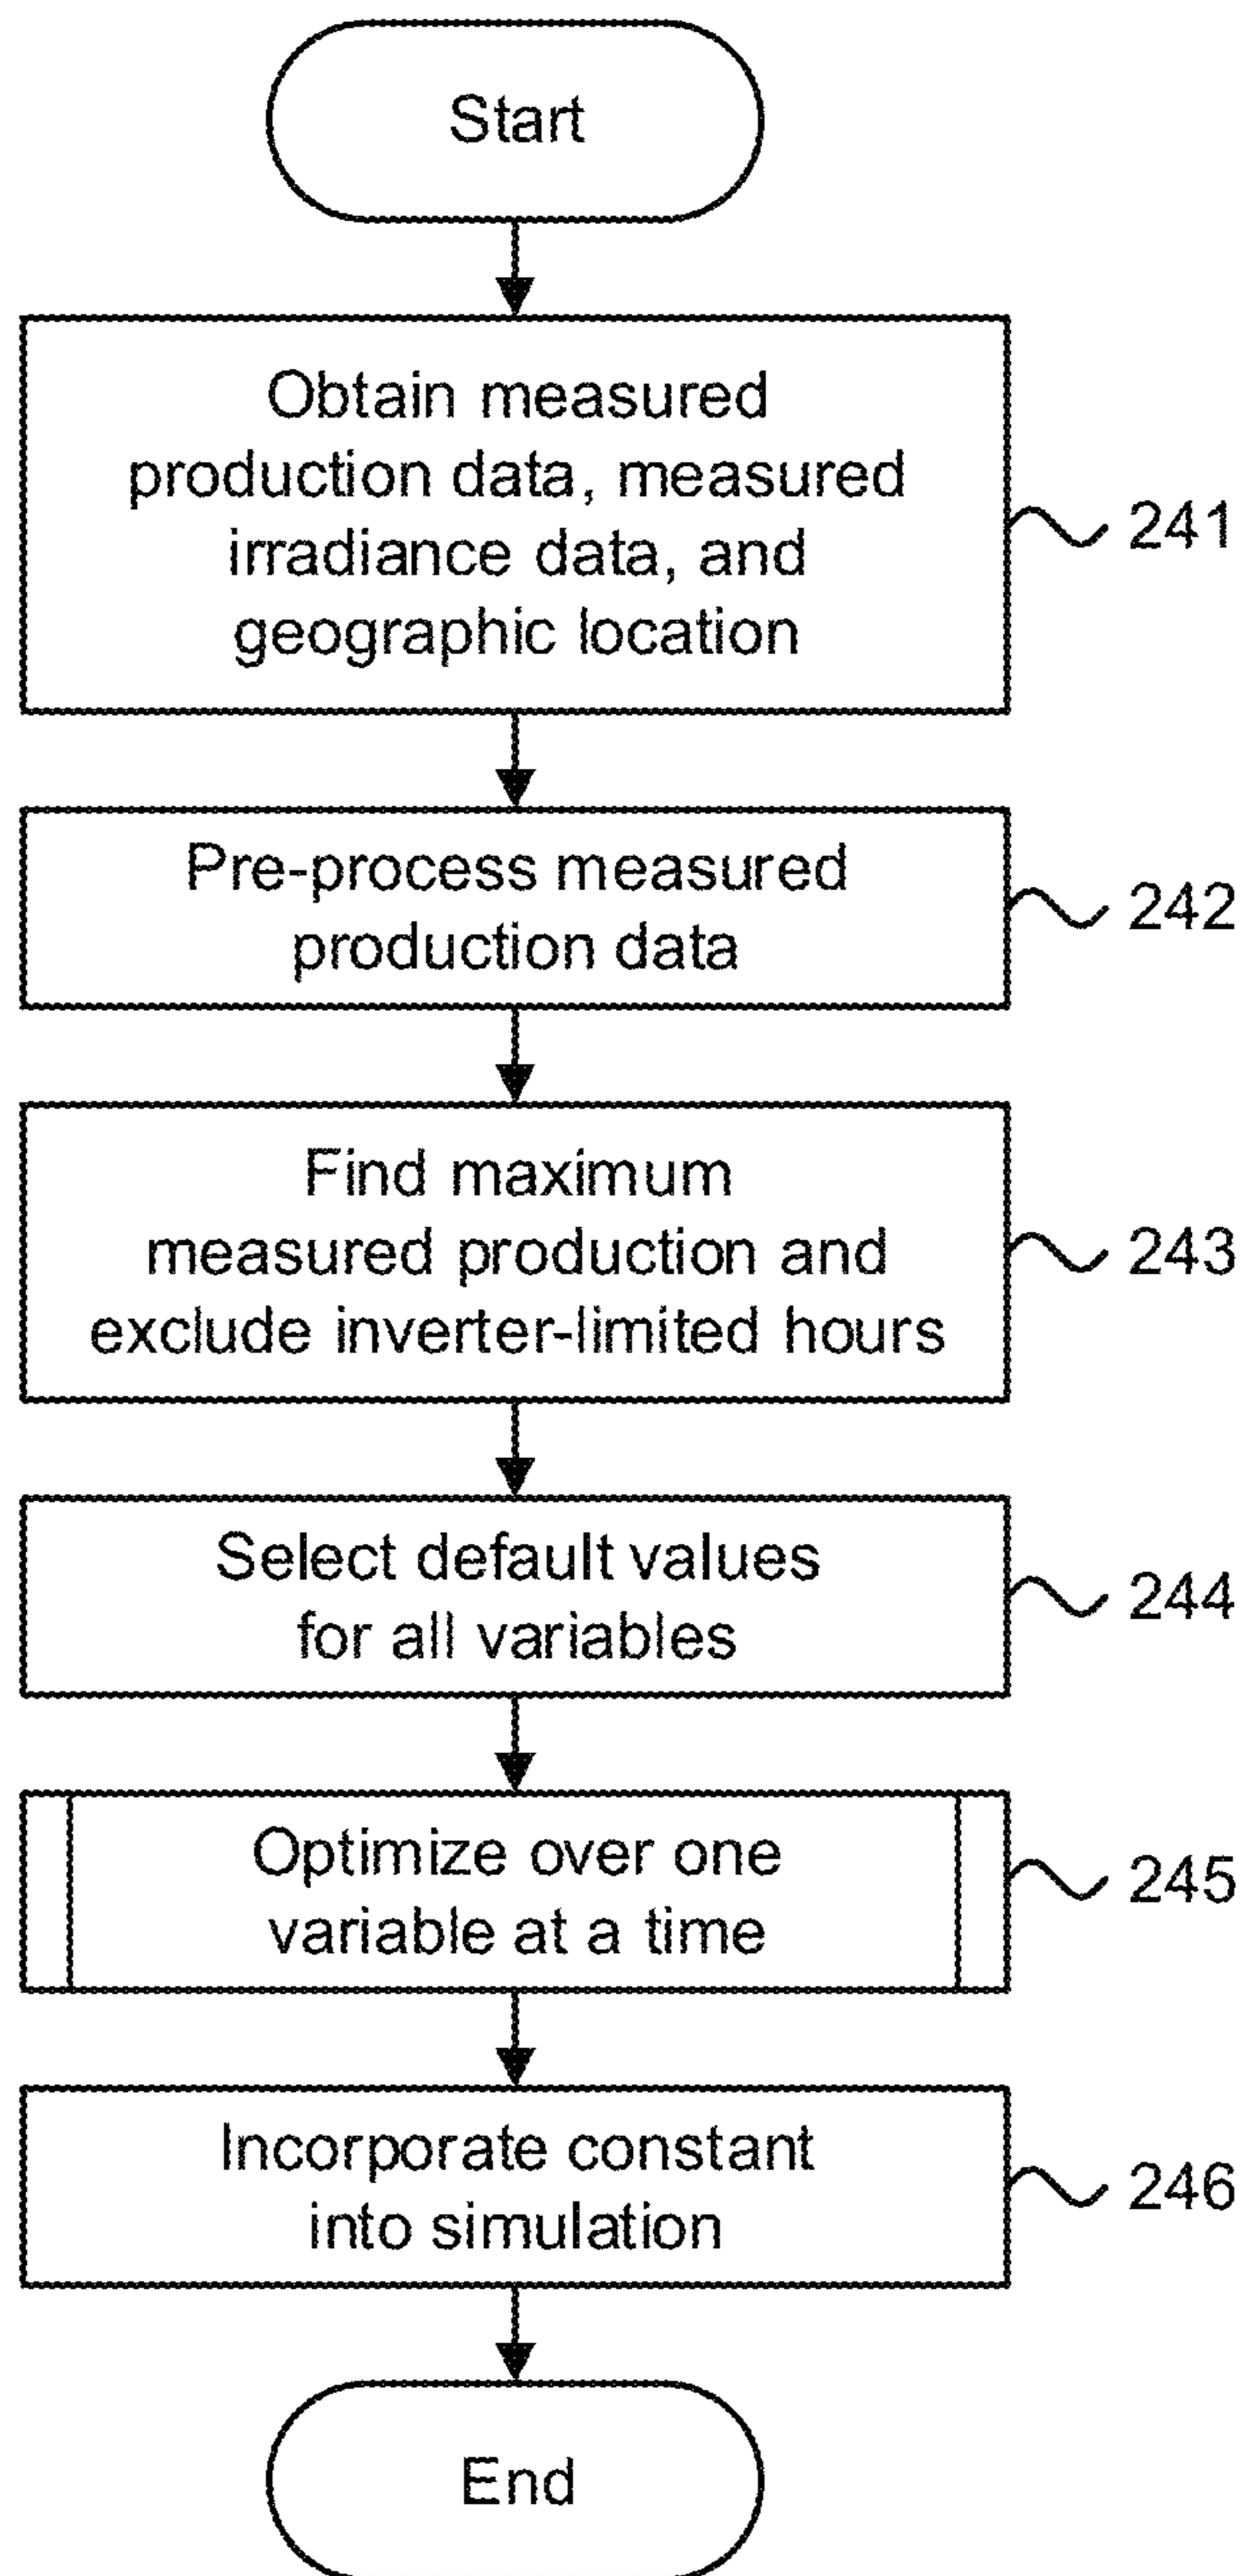 Start
Obtain measured
production data, measured
irradiance data, and
geographic location
241
Pre-process measured
production data
242
Find maximum
measured production and
exclude inverter-limited hours
243
Select default values
for all variables
244
Optimize over one
variable at a time
245
Incorporate constant
into simulation
246
End